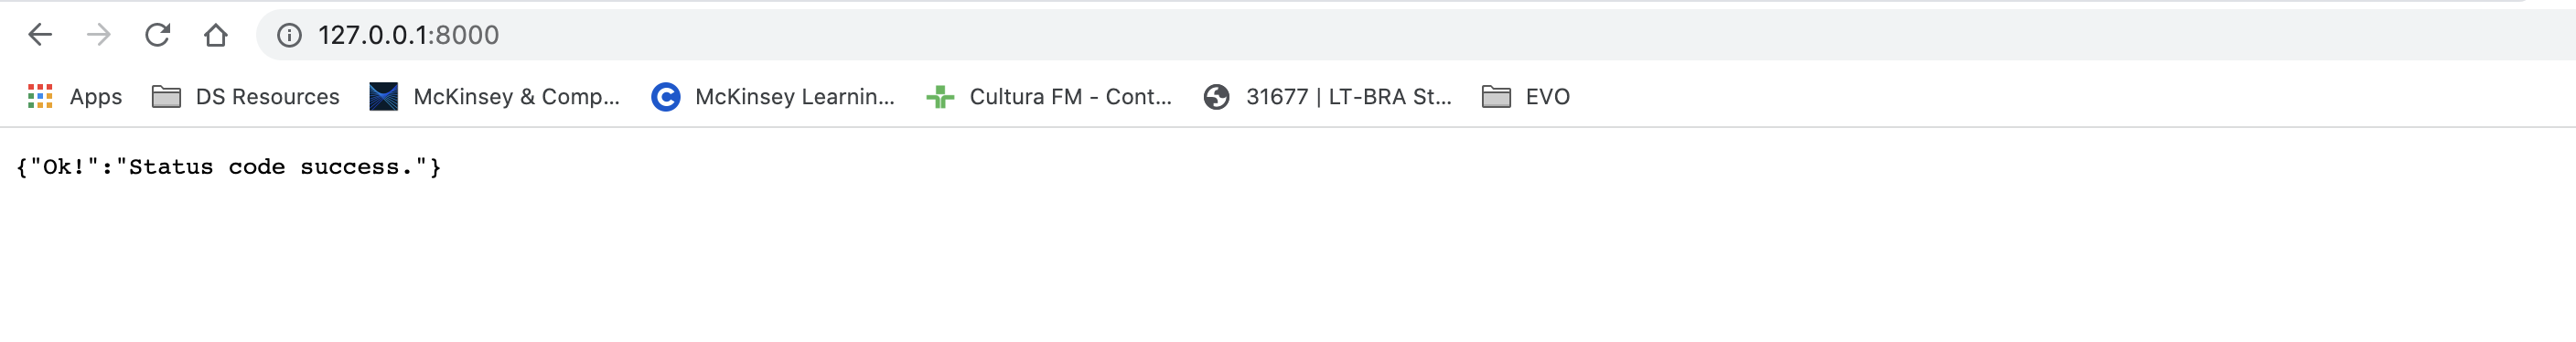 127.0.0.1:8000
Apps DS Resources McKinsey & Comp... McKinsey Learnin... Cultura FM - Cont... 31677 | LT-BRA St... EVO
{"Ok!":"Status code success."}